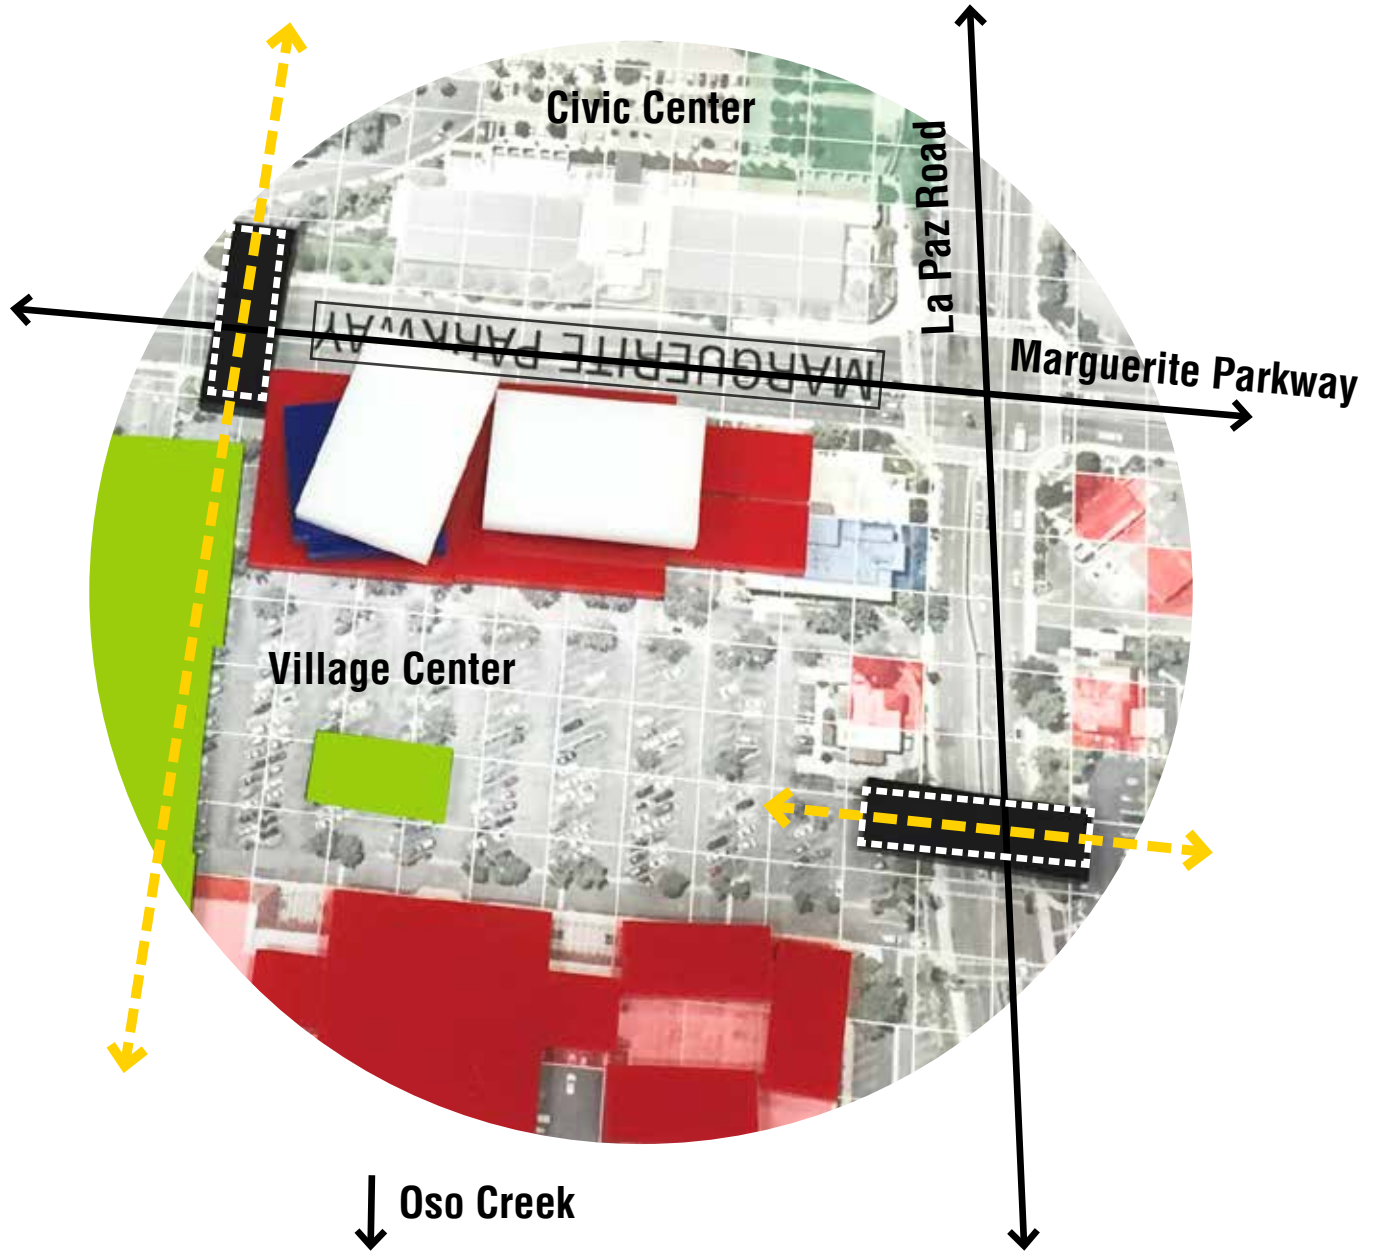 Civic Center
La Paz Road
MARGUERITE PARKWAY
Marguerite Parkway
Village Center
Oso Creek